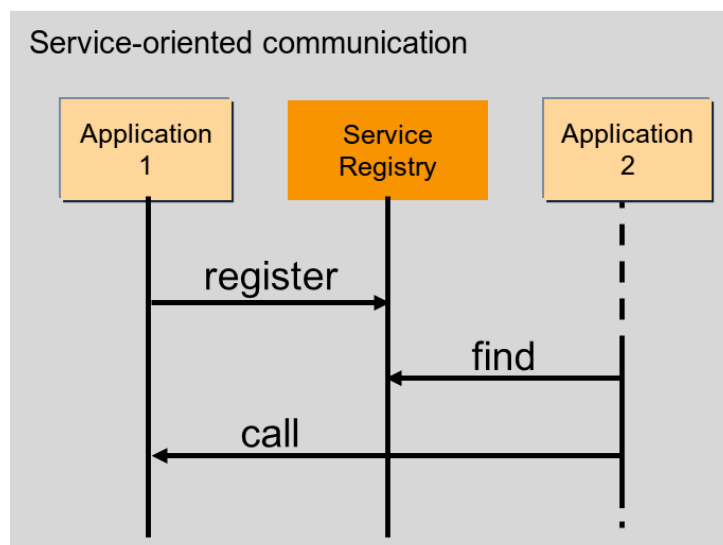 Service-oriented communication
Application
1
Service
Registry
Application
2
register
find
call